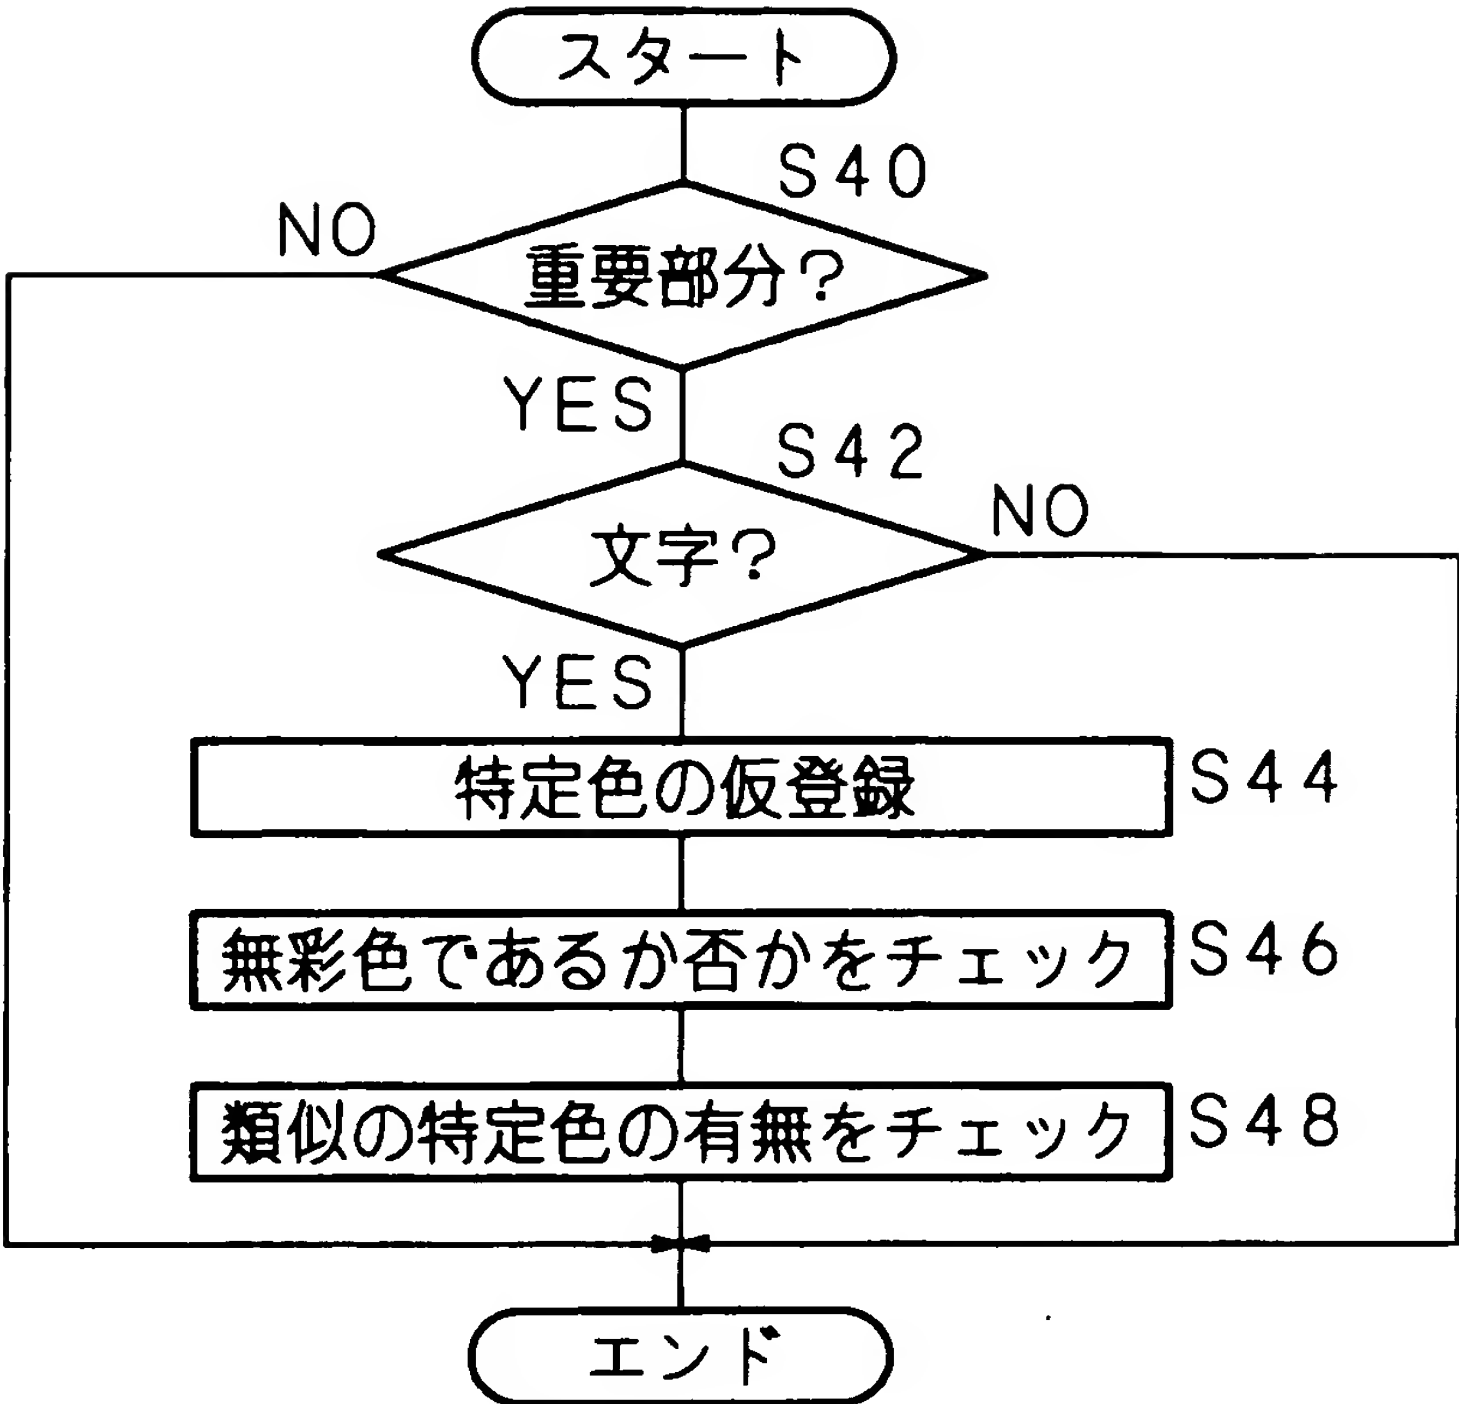 スタート
S40
NO
重要部分?
YES
S42
NO
文字?
YES
特定色の仮登録 S44
無彩色であるか否かをチェック S46
類似の特定色の有無をチェック S48
エンド